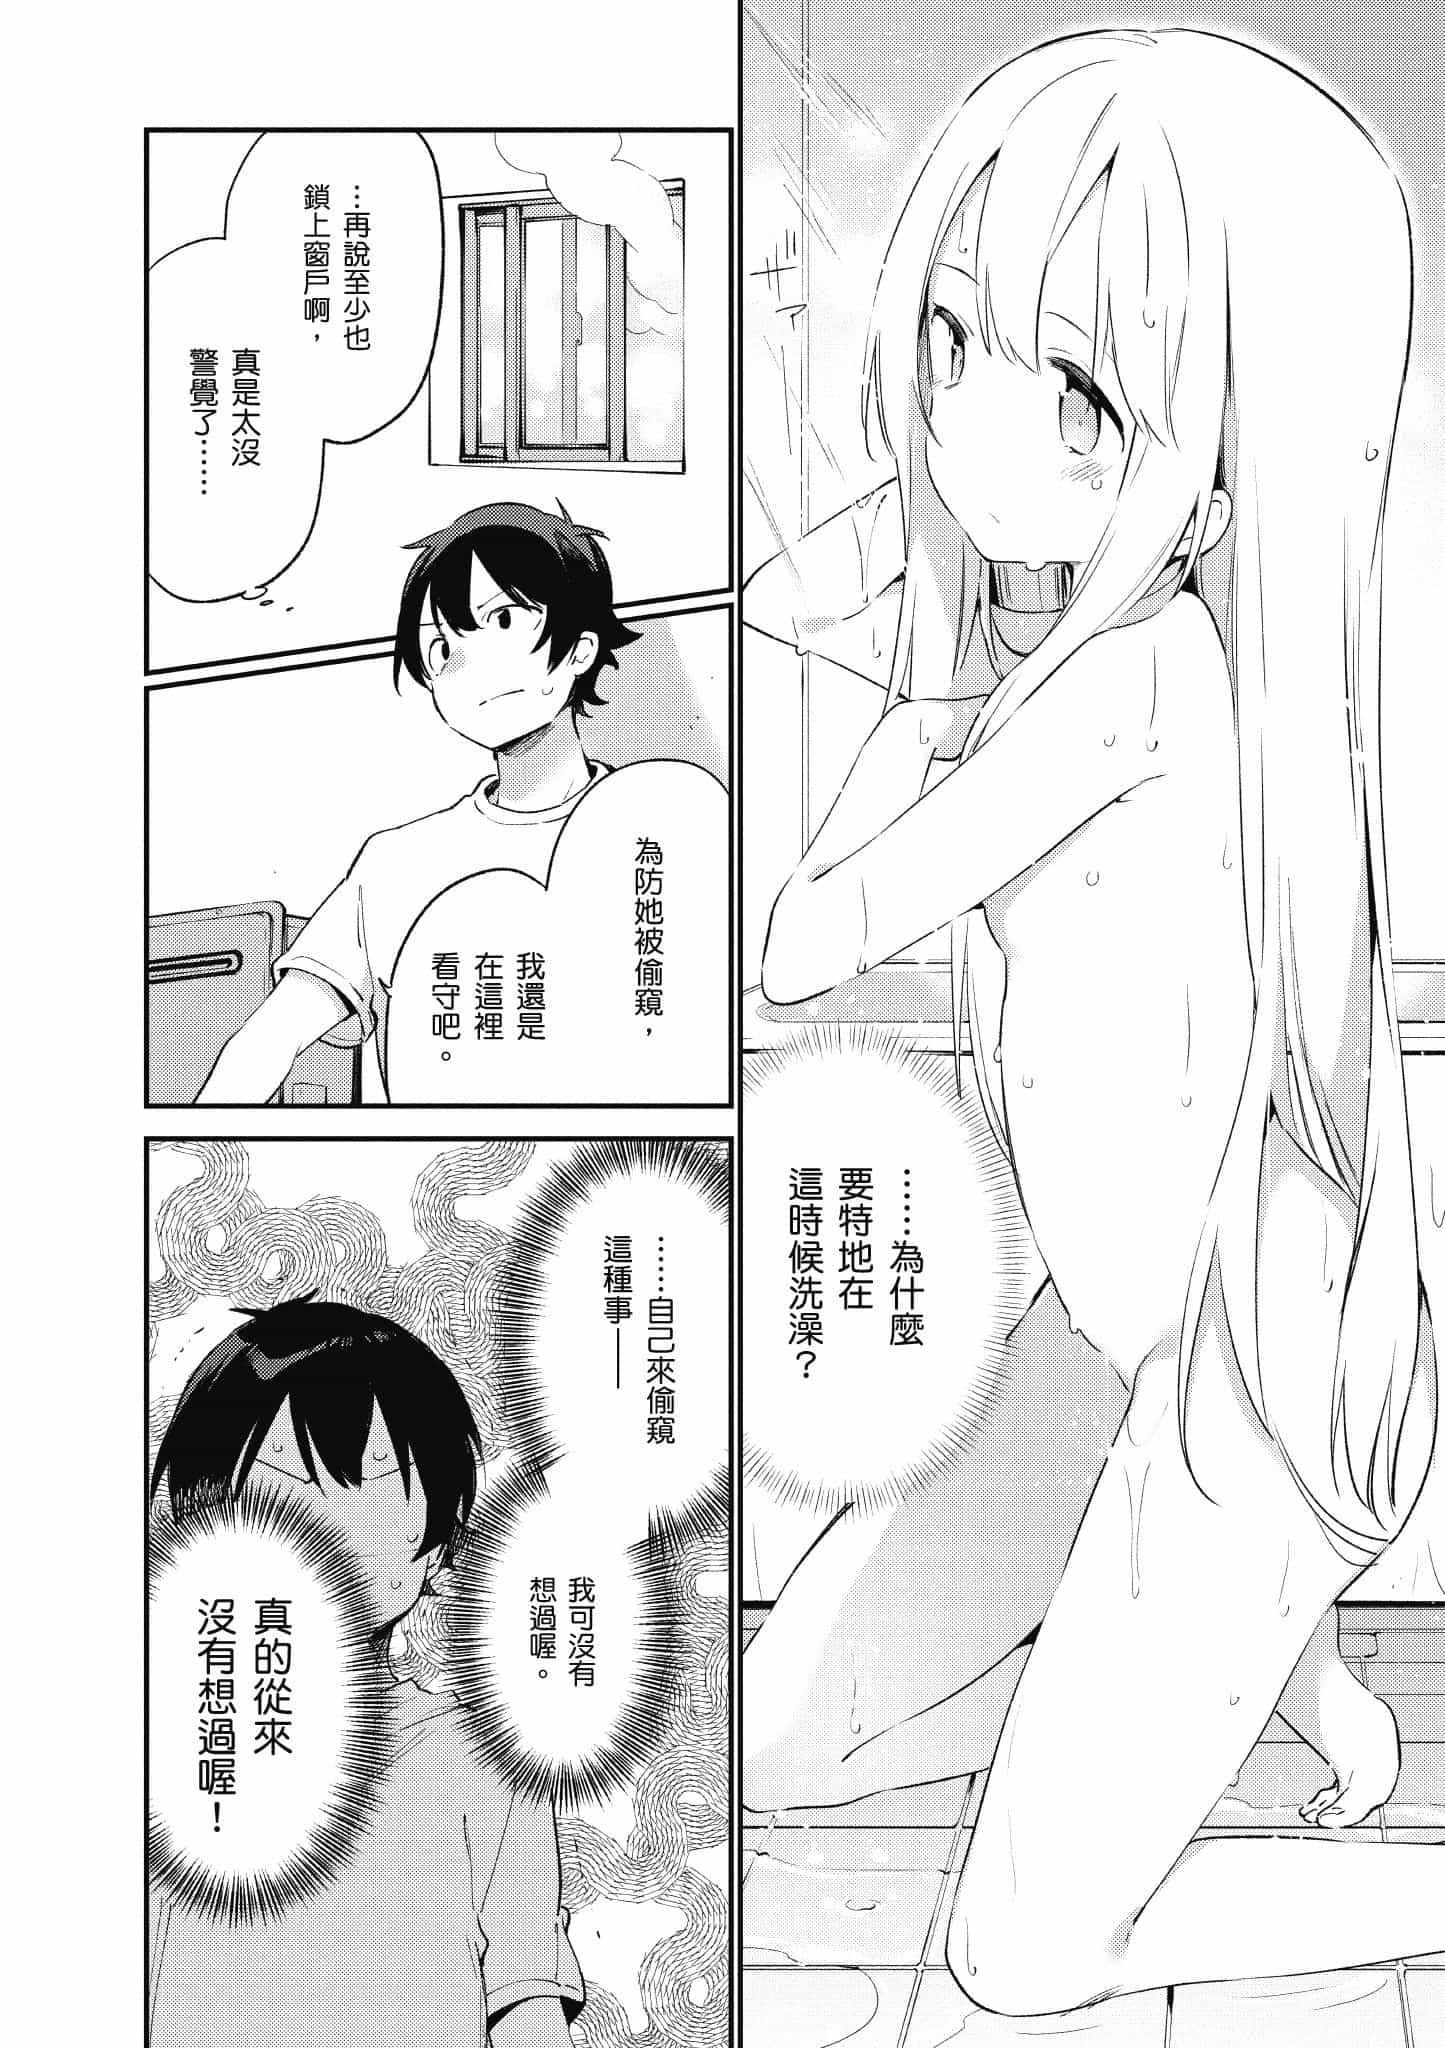 ザァ
……為什麼
要特地在
這時候洗澡？
…再說至少也
鎖上窗戶啊，
真是太沒
警覺了……
為防她被偷窺，
我還是
在這裡
看守吧。
……自己來偷窺
這種事——
我可沒有
想過喔。
真的從來
沒有想過喔！